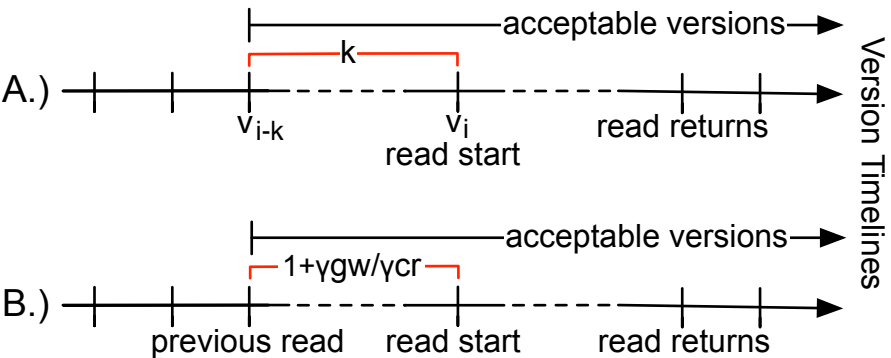 acceptable versions
k
A.)
v i-k
v i
read start
read returns
acceptable versions
1+γgw/γcr
B.)
previous read
read start
read returns
Version Timelines